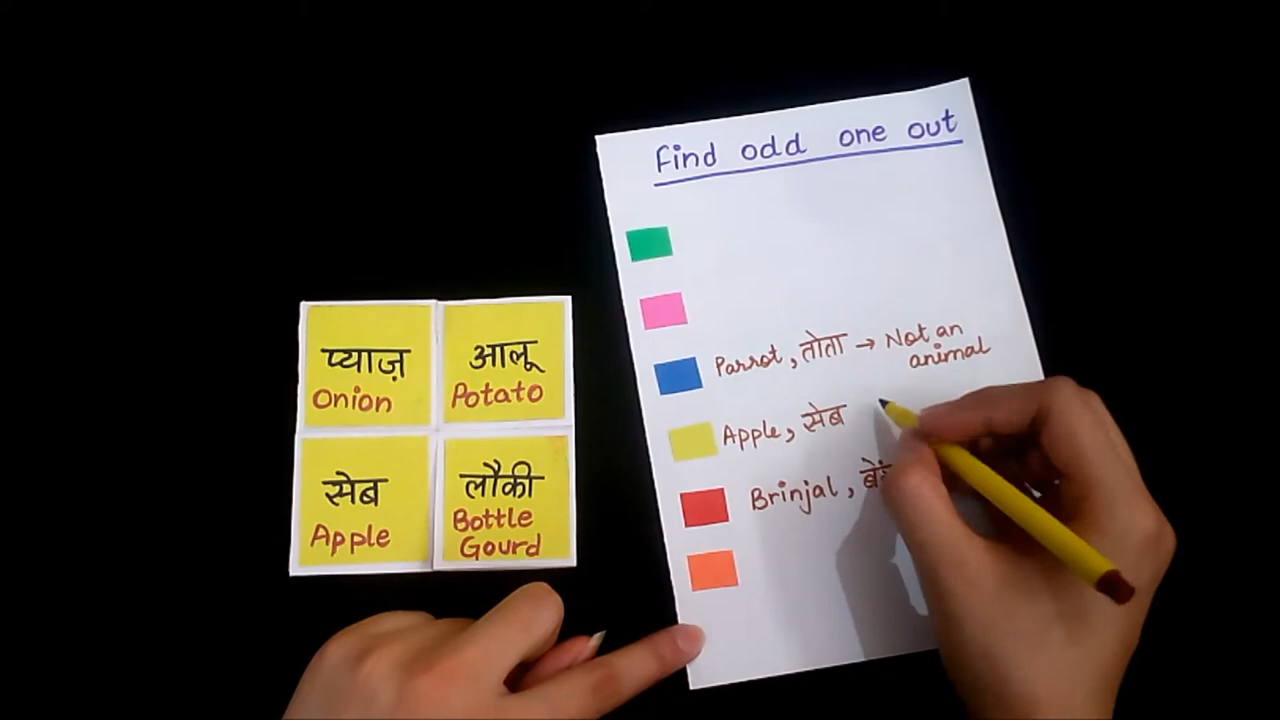 Find odd one out
प्याज़
Onion
आलू
Potato
सेब
Apple
लौकी
Bottle
Gourd
Parrot, तोता → Not an
animal
Apple, सेब
Brinjal,